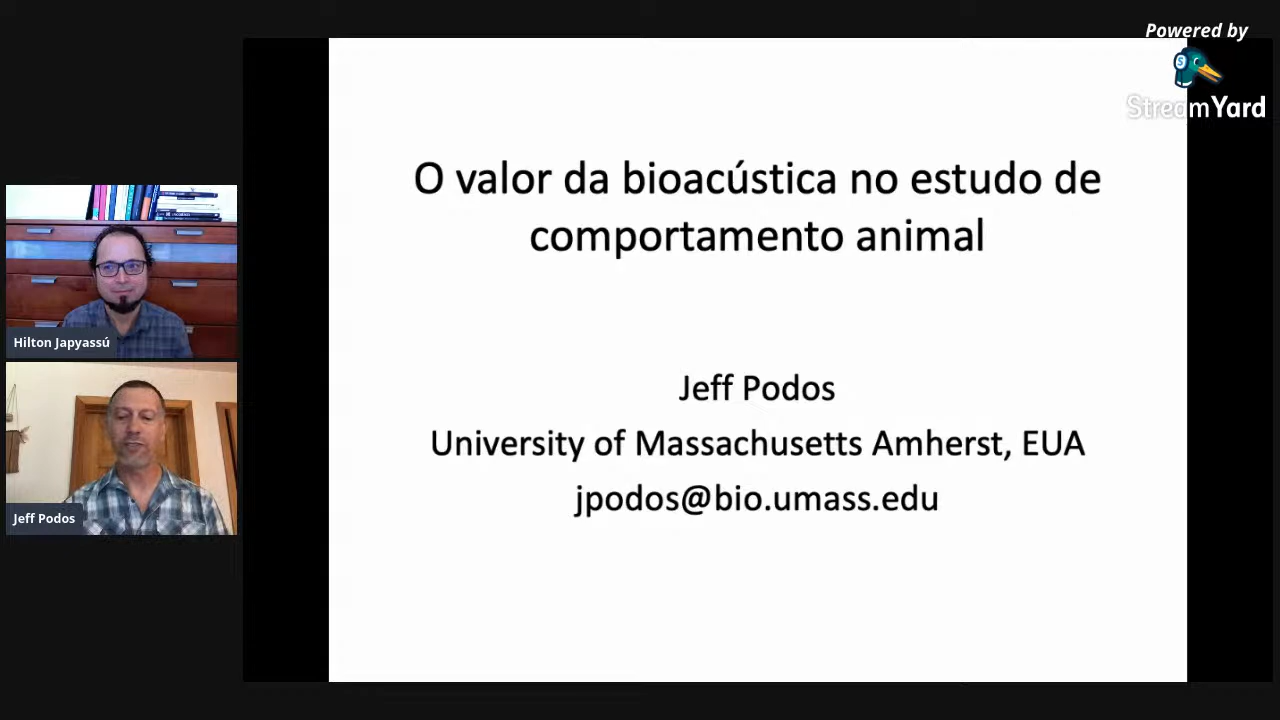 Powered by
StreamYard
O valor da bioacústica no estudo de
comportamento animal
Jeff Podos
University of Massachusetts Amherst, EUA
jpodos@bio.umass.edu
Hilton Japyassú
Jeff Podos